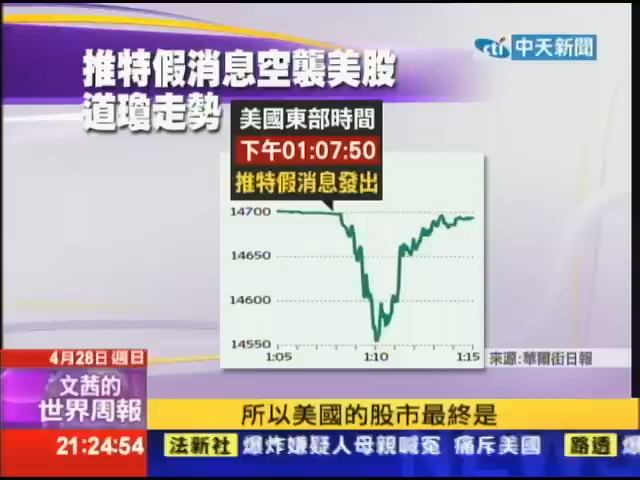 推特假消息空襲美股
道瓊走勢
cti 中天新聞
美國東部時間
下午01:07:50
推特假消息發出
14700
14650
14600
14550
1:05
1:10
1:15
來源:華爾街日報
4月28日 週日
文茜的
世界周報
所以美國的股市最終是
21:24:54
法新社 爆炸嫌疑人母親喊冤 痛斥美國 路透
NEWS